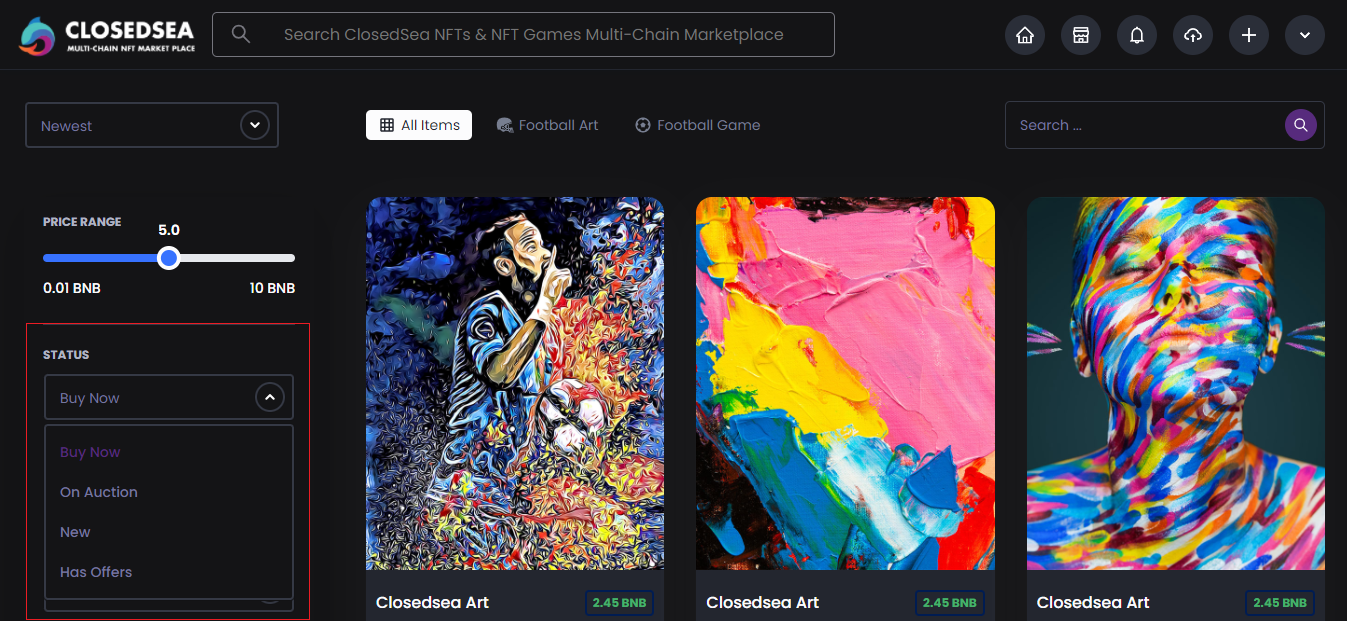 CLOSEDSEA
MULTI-CHAIN NFT MARKET PLACE
Search ClosedSea NFTs & NFT Games Multi-Chain Marketplace
Newest
All Items
Football Art
Football Game
Search ...
PRICE RANGE
5.0
0.01 BNB
10 BNB
STATUS
Buy Now
Buy Now
On Auction
New
Has Offers
Closedsea Art
2.45 BNB
Closedsea Art
2.45 BNB
Closedsea Art
2.45 BNB